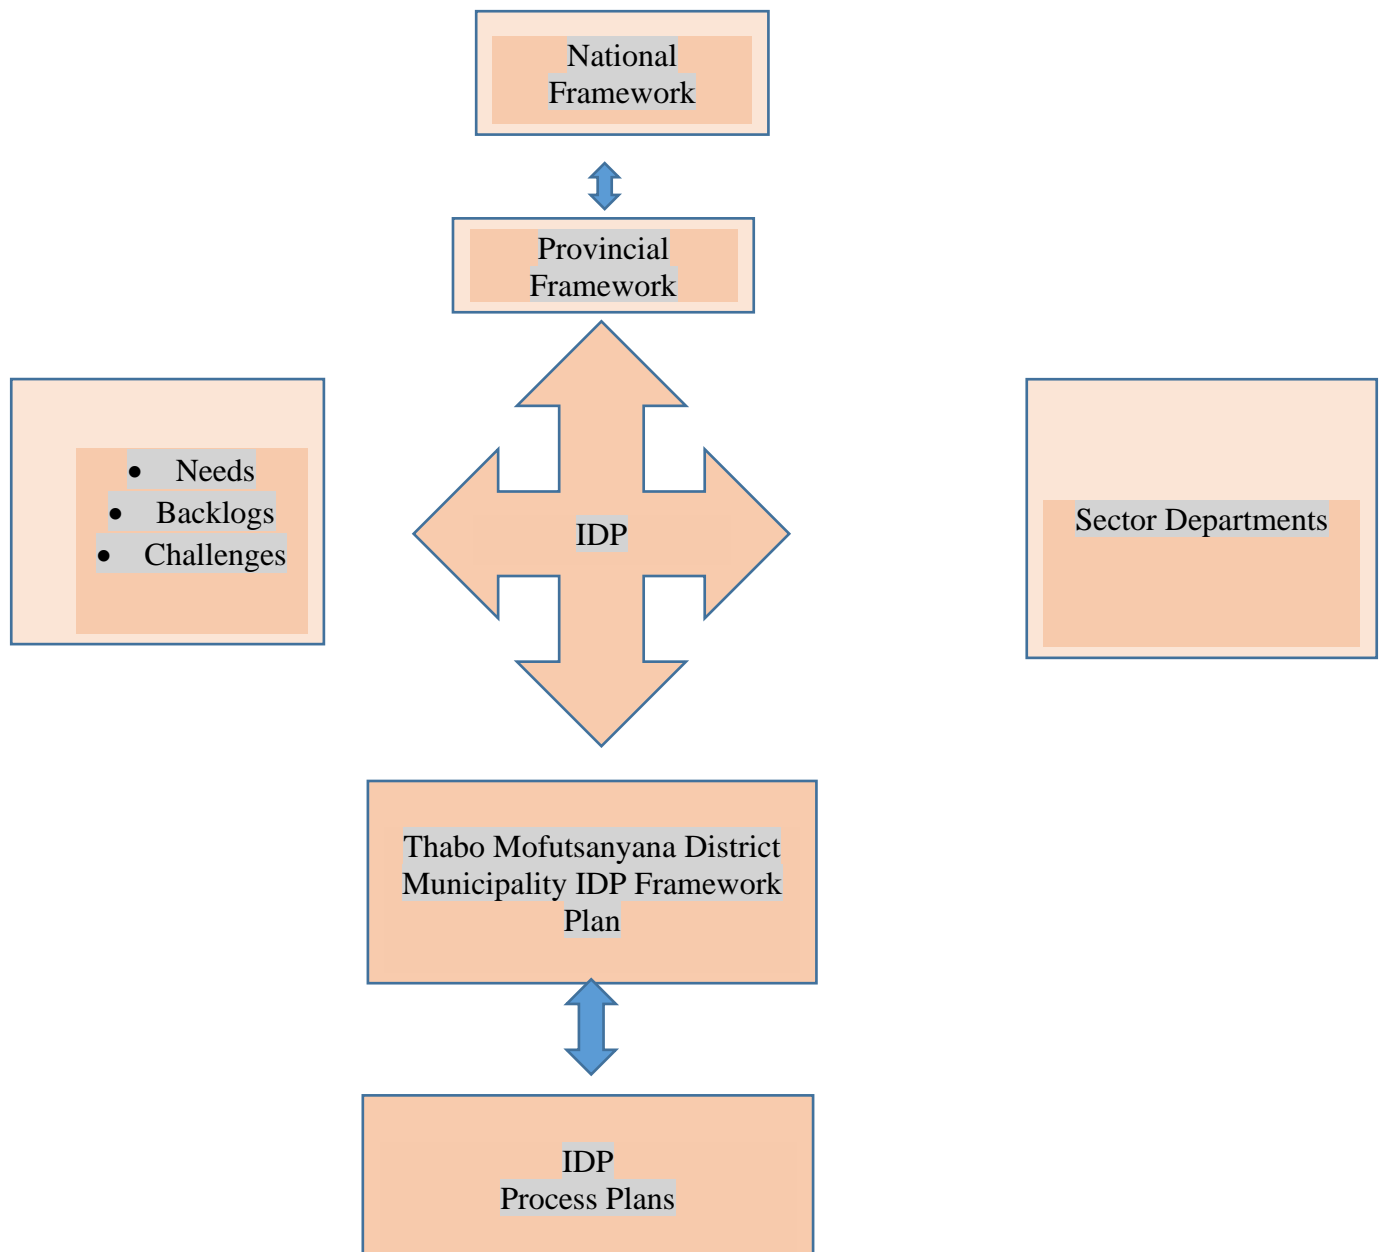 National
Framework
Provincial
Framework
• Needs
• Backlogs
• Challenges
IDP
Sector Departments
Thabo Mofutsanyana District
Municipality IDP Framework
Plan
IDP
Process Plans